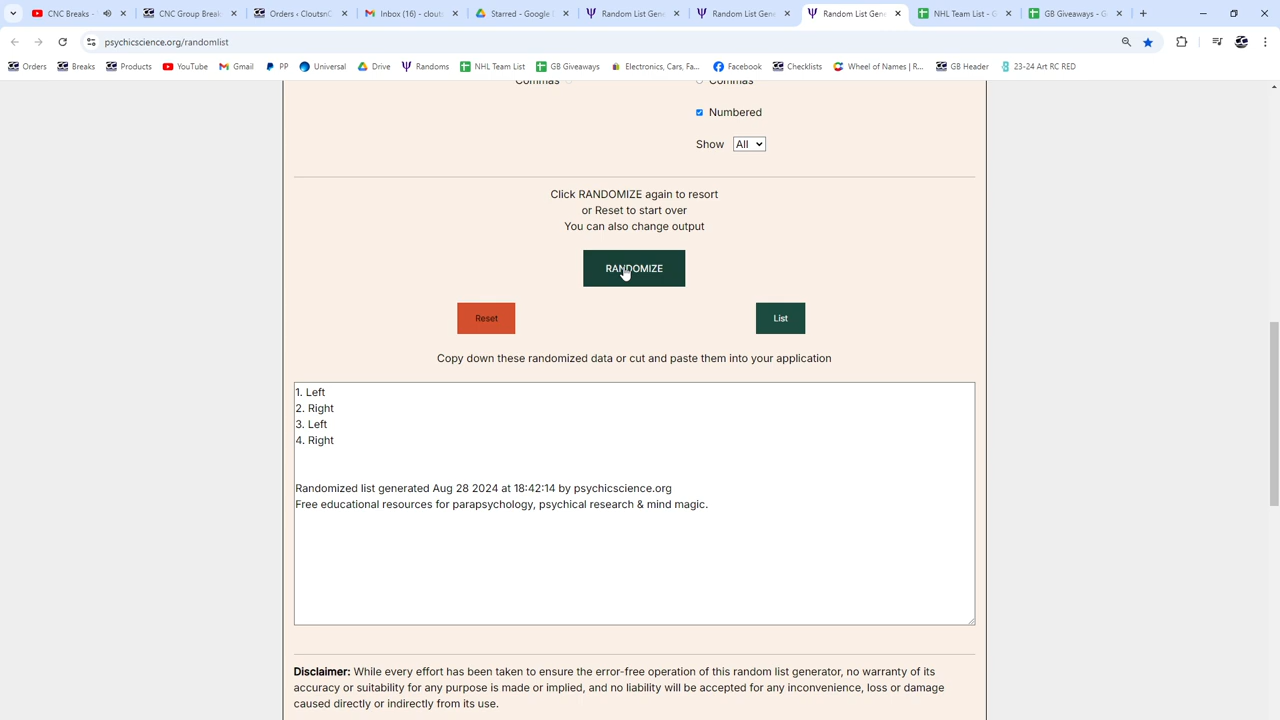 CNC Breaks -
CNC Group Break
Orders < CloutsnC
Inbox (16) - clout
Starred - Google D
Random List Gene
Random List Gene
Random List Gene
NHL Team List - G
GB Giveaways - G
psychicscience.org/randomlist
Orders
Breaks
Products
YouTube
Gmail
PP
Universal
Drive
Randoms
NHL Team List
GB Giveaways
Electronics, Cars, Fa...
Facebook
Checklists
Wheel of Names | R...
GB Header
23-24 Art RC RED
Commas
Commas
Numbered
Show All
Click RANDOMIZE again to resort
or Reset to start over
You can also change output
RANDOMIZE
Reset
List
Copy down these randomized data or cut and paste them into your application
1. Left
2. Right
3. Left
4. Right
Randomized list generated Aug 28 2024 at 18:42:14 by psychicscience.org
Free educational resources for parapsychology, psychical research & mind magic.
Disclaimer: While every effort has been taken to ensure the error-free operation of this random list generator, no warranty of its
accuracy or suitability for any purpose is made or implied, and no liability will be accepted for any inconvenience, loss or damage
caused directly or indirectly from its use.